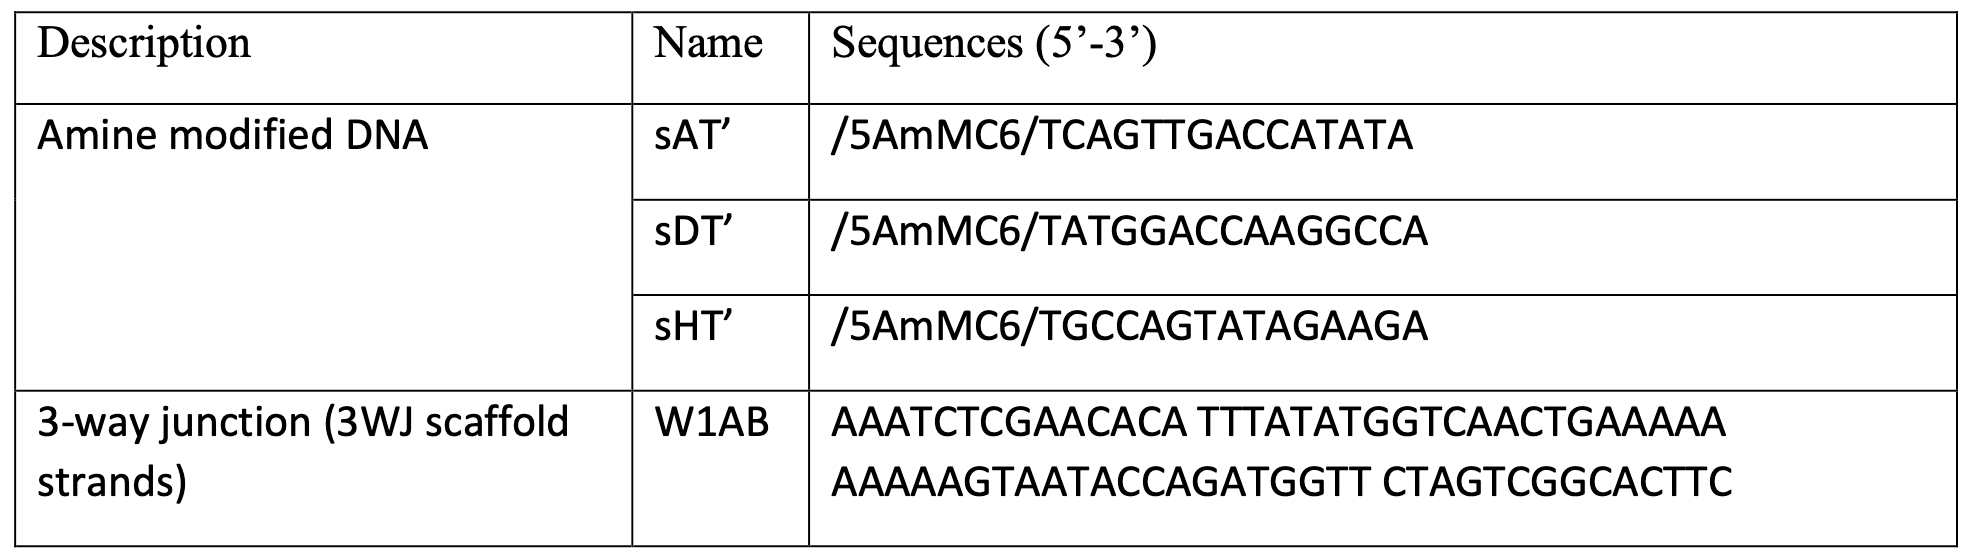 Description Name Sequences (5’-3’)
Amine modified DNA sAT’ /5AmMC6/TCAGTTGACCATATA
sDT’ /5AmMC6/TATGGACCAAGGCCA
sHT’ /5AmMC6/TGCCAGTATAGAAGA
3-way junction (3WJ scaffold W1AB AAATCTCGAACACA TTTATATGGTCAACTGAAAAA
strands) AAAAAGTAATACCAGATGGTT CTAGTCGGCACTTC